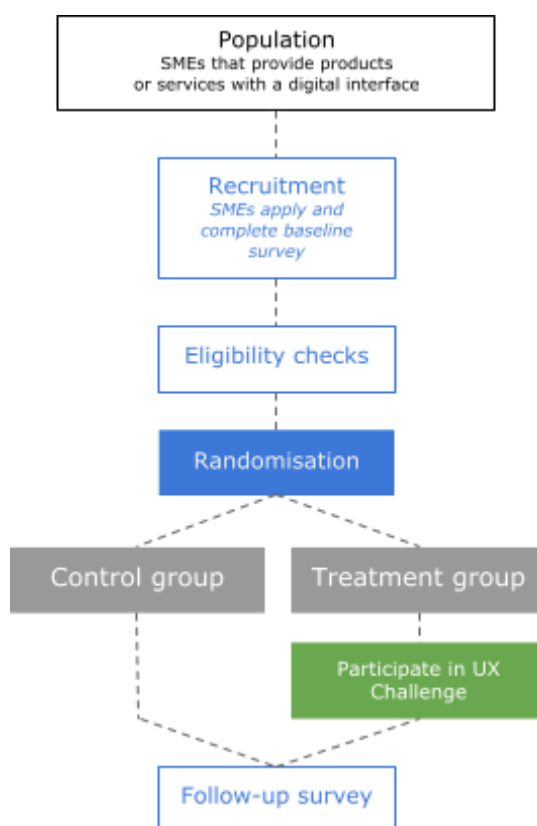 Population
SMEs that provide products
or services with a digital interface
Recruitment
SMEs apply and
complete baseline
survey
Eligibility checks
Randomisation
Control group
Treatment group
Participate in UX
Challenge
Follow-up survey